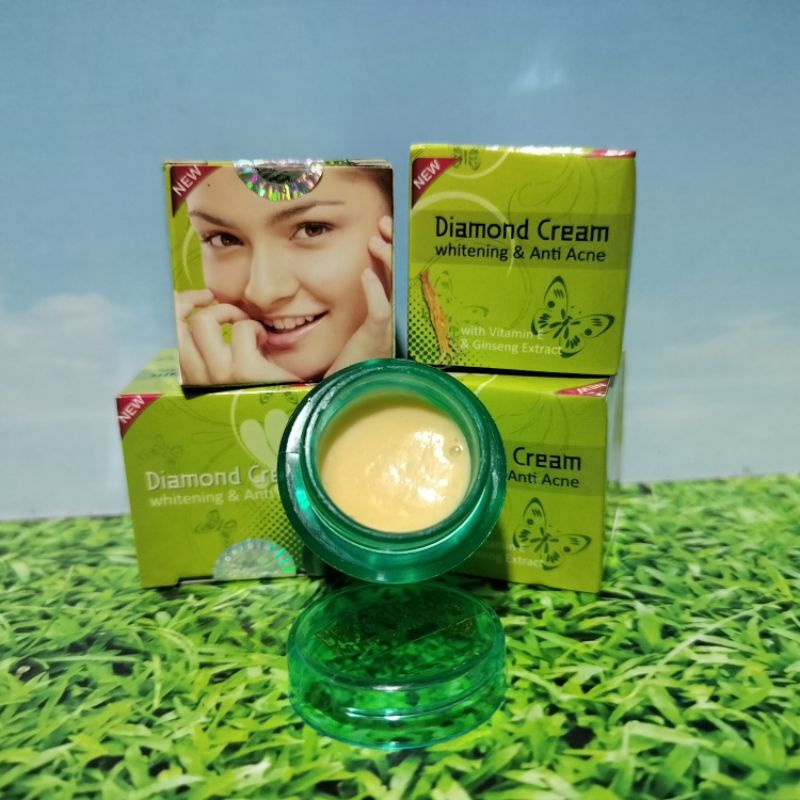 NEW
NEW
Diamond Cream
whitening & Anti Acne
with Vitamin E
& Ginseng Extract
NEW
Diamond
whitening & Anti
Cream
Anti Acne
Extract